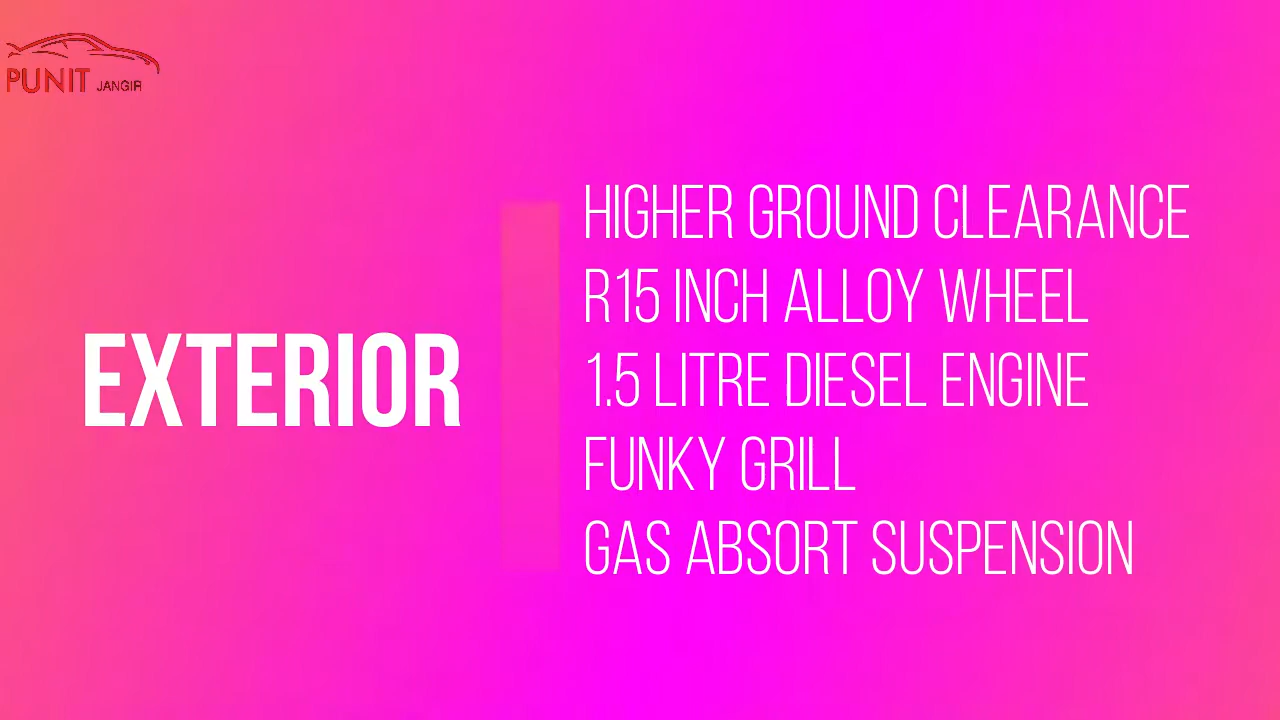 PUNIT JANGIR
EXTERIOR
HIGHER GROUND CLEARANCE
R15 INCH ALLOY WHEEL
1.5 LITRE DIESEL ENGINE
FUNKY GRILL
GAS ABSORT SUSPENSION